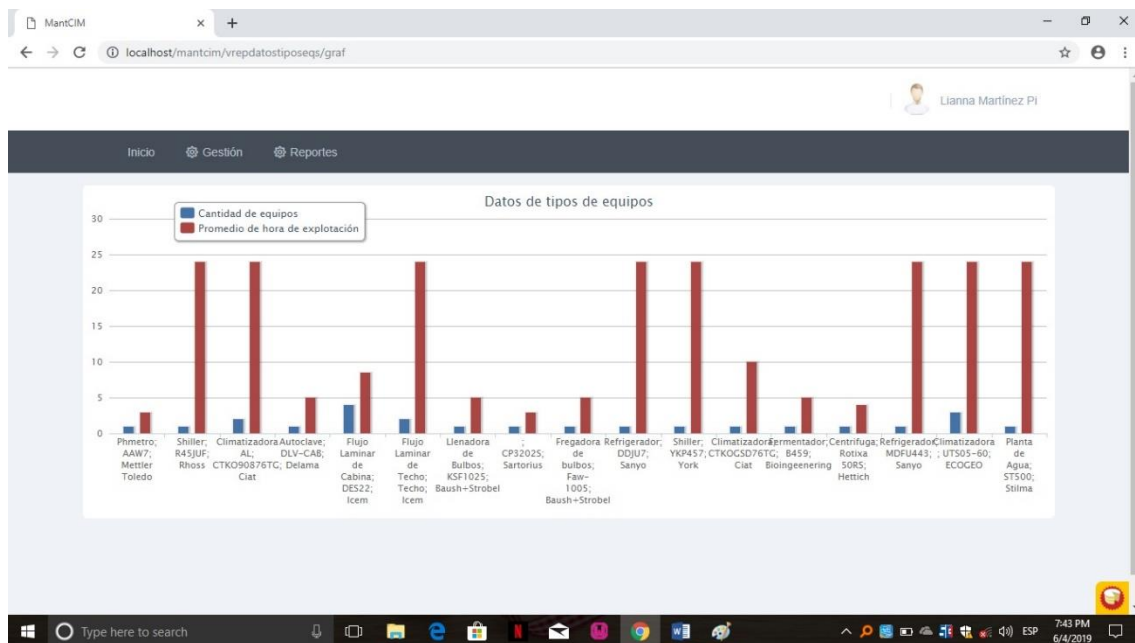 MantCIM
localhost/mantcim/vrepdatostiposeqs/graf
Lianna Martínez Pi
Inicio
Gestión
Reportes
Datos de tipos de equipos
Cantidad de equipos
Promedio de hora de explotación
30
25
20
15
10
5
0
Phmetro;
AAW7;
Mettler
Toledo
Shiller;
R45JUF;
Rhoss
Climatizadora
AL;
CTKO90876TG;
Ciat
Autoclave;
DLV-CAB;
Delama
Flujo
Laminar
de
Cabina;
DES22;
Icem
Flujo
Laminar
de
Techo;
Techo;
Icem
Llenadora
de
Bulbos;
KSF1025;
Baush+Strobel
;
CP3202S;
Sartorius
Fregadora
de
bulbos;
Faw-
1005;
Baush+Strobel
Refrigerador;
DDJU7;
Sanyo
Shiller;
YKP457;
York
Climatizadora;
CTKOGSD76TG;
Ciat
Fermentador;
B459;
Bioingeenering
Centrifuga;
Rotixa
50RS;
Hettich
Refrigerador;
MDFU443;
Sanyo
Climatizadora
; UTS05-60;
ECOGEO
Planta
de
Agua;
ST500;
Stilma
Type here to search
ESP
7:43 PM
6/4/2019